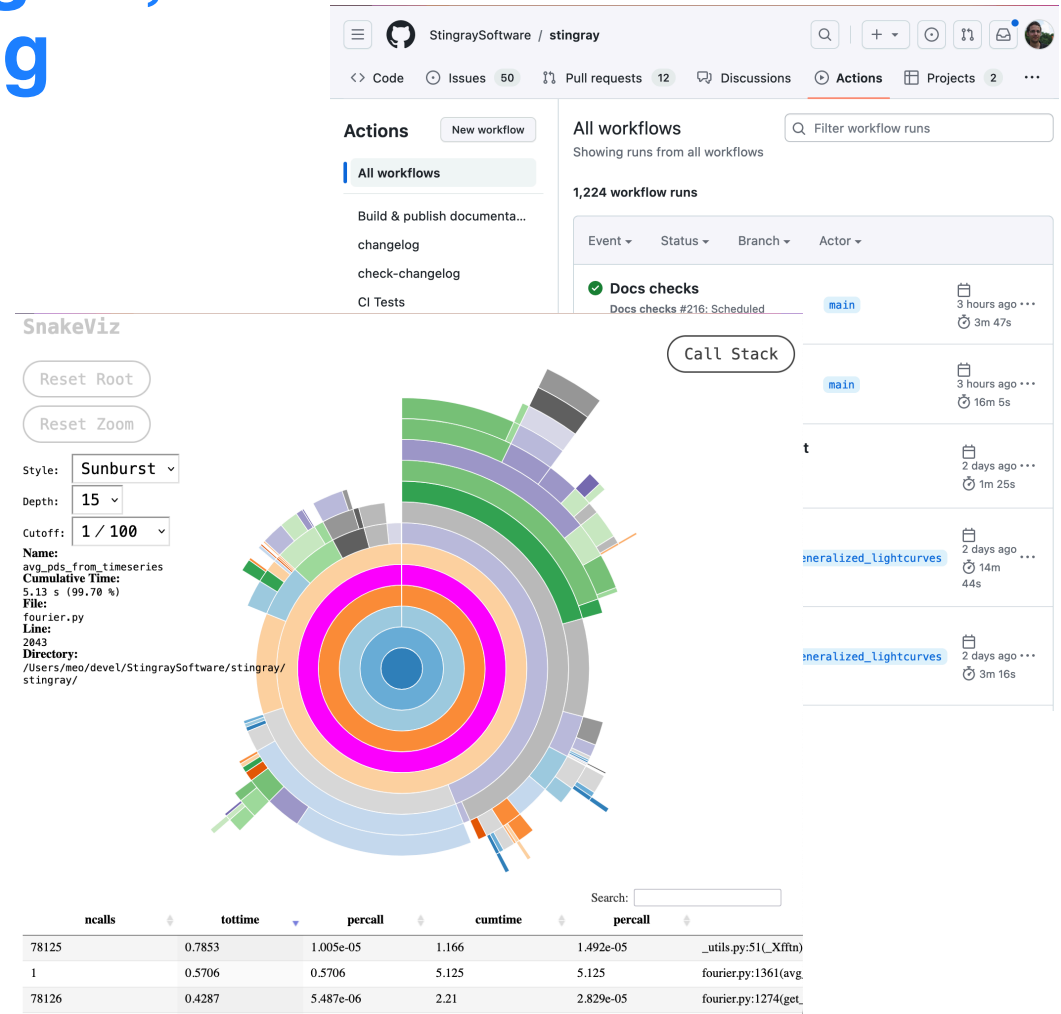 g
StingraySoftware / stingray
Code Issues 50 Pull requests 12 Discussions Actions Projects 2
Actions New workflow
All workflows
Build & publish documenta...
changelog
check-changelog
CI Tests
All workflows
Filter workflow runs
Showing runs from all workflows
1,224 workflow runs
Event Status Branch Actor
Docs checks
Docs checks #216: Scheduled
main
3 hours ago
3m 47s
main
3 hours ago
16m 5s
t
2 days ago
1m 25s
eneralized_lightcurves
2 days ago
14m
44s
eneralized_lightcurves
2 days ago
3m 16s
SnakeViz
Call Stack
Reset Root
Reset Zoom
Style: Sunburst
Depth: 15
Cutoff: 1 / 100
Name:
avg_pds_from_timeseries
Cumulative Time:
5.13 s (99.70 %)
File:
fourier.py
Line:
2043
Directory:
/Users/meo/devel/StingraySoftware/stingray/
stingray/
Search:
ncalls tottime percall cumtime percall
78125 0.7853 1.005e-05 1.166 1.492e-05 _utils.py:51(_Xfftn)
1 0.5706 0.5706 5.125 5.125 fourier.py:1361(avg_
78126 0.4287 5.487e-06 2.21 2.829e-05 fourier.py:1274(get_